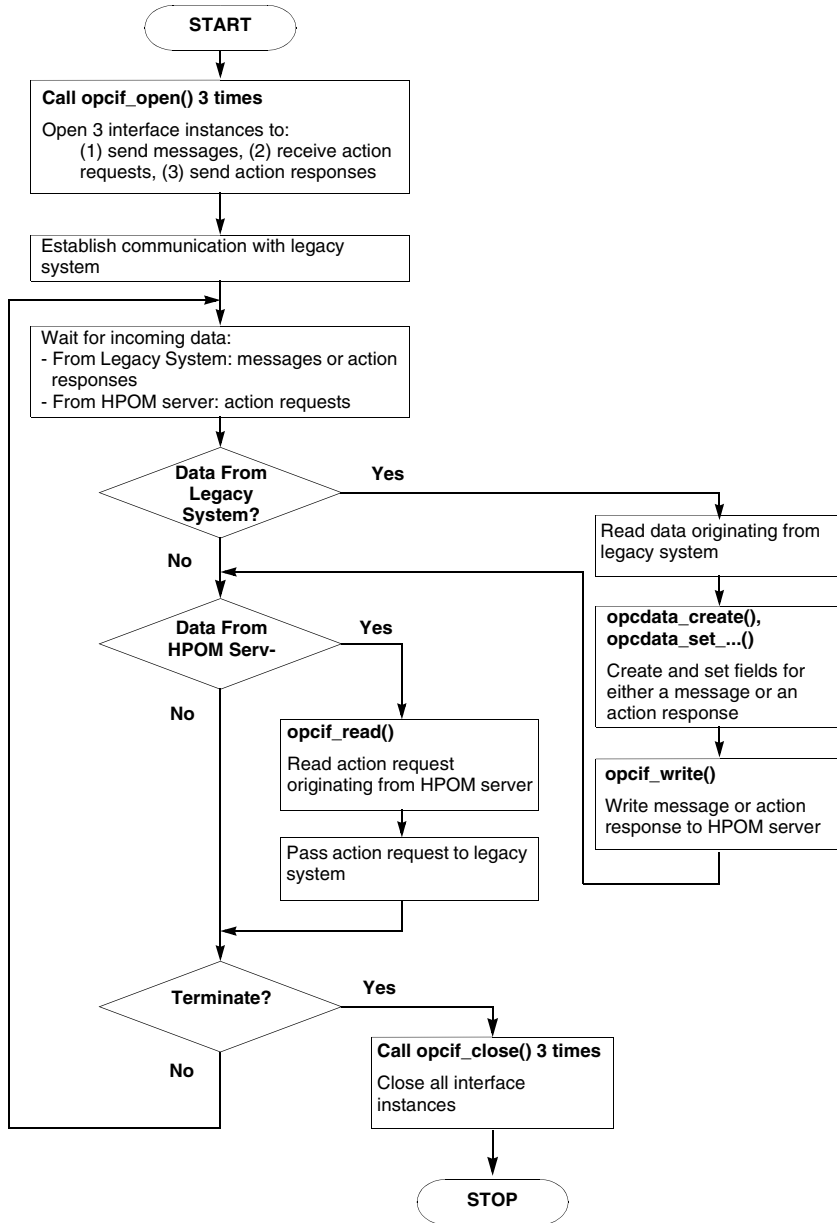 START
Call opcif_open() 3 times
Open 3 interface instances to:
(1) send messages, (2) receive action
requests, (3) send action responses
Establish communication with legacy
system
Wait for incoming data:
- From Legacy System: messages or action
responses
- From HPOM server: action requests
Data From
Legacy
System?
Yes
No
Read data originating from
legacy system
opcdata_create(),
opcdata_set_...()
Create and set fields for
either a message or an
action response
opcif_write()
Write message or action
response to HPOM server
Data From
HPOM Serv-
Yes
No
opcif_read()
Read action request
originating from HPOM server
Pass action request to legacy
system
Terminate?
Yes
No
Call opcif_close() 3 times
Close all interface
instances
STOP